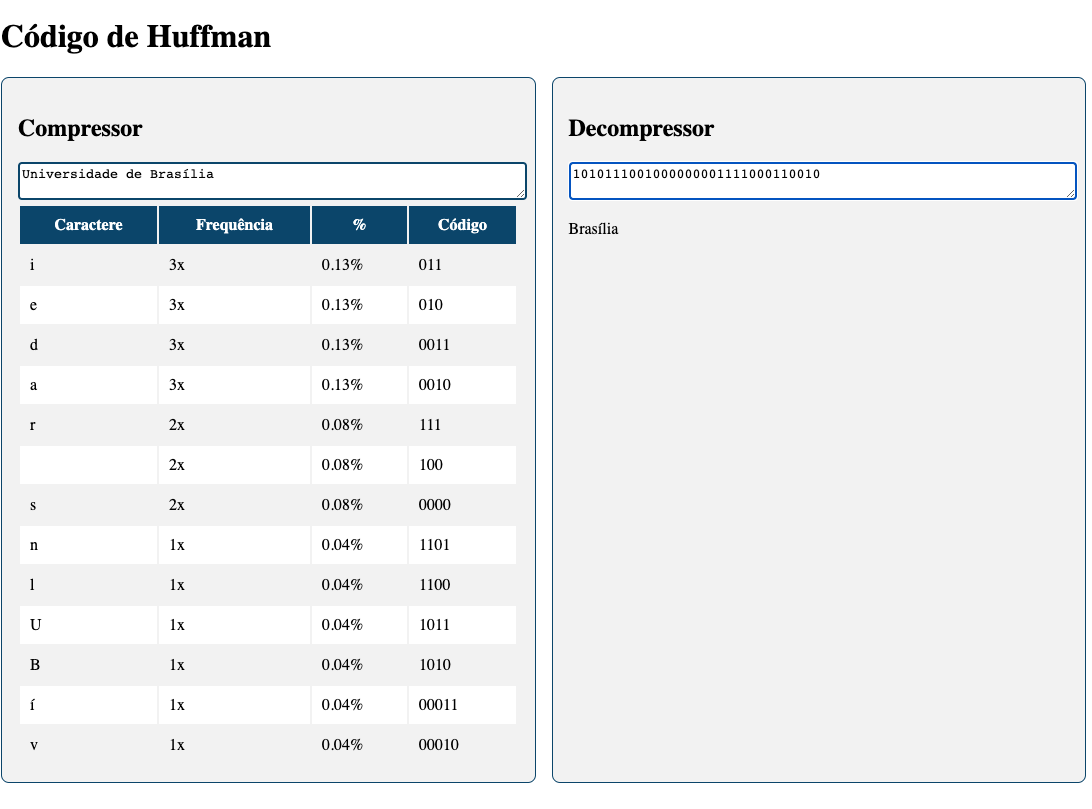 Código de Huffman
Compressor
Universidade de Brasília
Caractere Frequência % Código
i 3x 0.13% 011
e 3x 0.13% 010
d 3x 0.13% 0011
a 3x 0.13% 0010
r 2x 0.08% 111
2x 0.08% 100
s 2x 0.08% 0000
n 1x 0.04% 1101
l 1x 0.04% 1100
U 1x 0.04% 1011
B 1x 0.04% 1010
í 1x 0.04% 00011
v 1x 0.04% 00010
Decompressor
1010111001000000001111000110010
Brasília